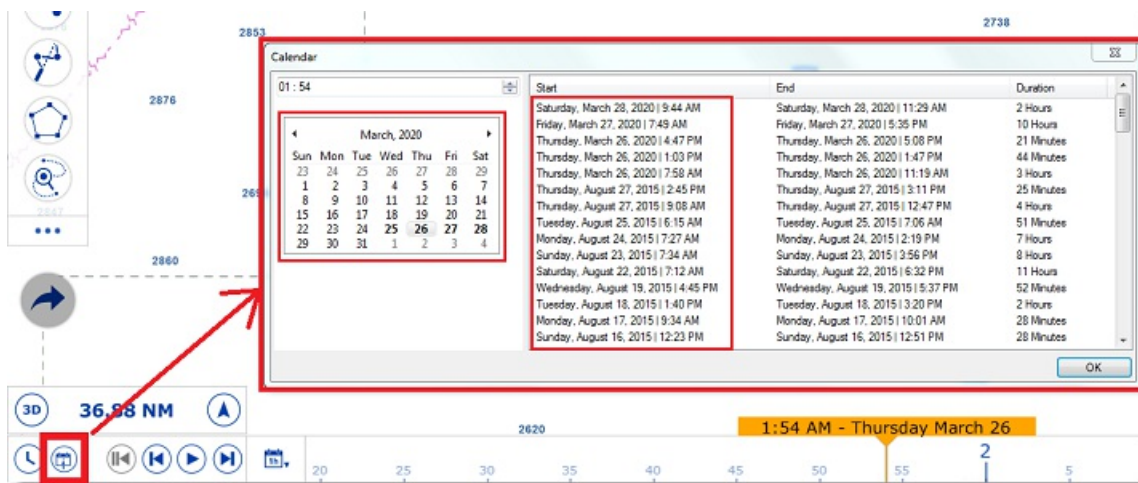 2738
2853
Calendar
01 : 54
Start End Duration
Saturday, March 28, 2020 | 9:44 AM Saturday, March 28, 2020 | 11:29 AM 2 Hours
Friday, March 27, 2020 | 7:49 AM Friday, March 27, 2020 | 5:35 PM 10 Hours
Thursday, March 26, 2020 | 4:47 PM Thursday, March 26, 2020 | 5:08 PM 21 Minutes
Thursday, March 26, 2020 | 1:03 PM Thursday, March 26, 2020 | 1:47 PM 44 Minutes
Thursday, March 26, 2020 | 7:58 AM Thursday, March 26, 2020 | 11:19 AM 3 Hours
Thursday, August 27, 2015 | 2:45 PM Thursday, August 27, 2015 | 3:11 PM 25 Minutes
Thursday, August 27, 2015 | 9:08 AM Thursday, August 27, 2015 | 12:47 PM 4 Hours
Tuesday, August 25, 2015 | 6:15 AM Tuesday, August 25, 2015 | 7:06 AM 51 Minutes
Monday, August 24, 2015 | 7:27 AM Monday, August 24, 2015 | 2:19 PM 7 Hours
Sunday, August 23, 2015 | 7:34 AM Sunday, August 23, 2015 | 3:56 PM 8 Hours
Saturday, August 22, 2015 | 7:12 AM Saturday, August 22, 2015 | 6:32 PM 11 Hours
Wednesday, August 19, 2015 | 4:45 PM Wednesday, August 19, 2015 | 5:37 PM 52 Minutes
Tuesday, August 18, 2015 | 1:40 PM Tuesday, August 18, 2015 | 3:20 PM 2 Hours
Monday, August 17, 2015 | 9:34 AM Monday, August 17, 2015 | 10:01 AM 28 Minutes
Sunday, August 16, 2015 | 12:23 PM Sunday, August 16, 2015 | 12:51 PM 28 Minutes
March, 2020
Sun Mon Tue Wed Thu Fri Sat
23 24 25 26 27 28 29
1 2 3 4 5 6 7
8 9 10 11 12 13 14
15 16 17 18 19 20 21
22 23 24 25 26 27 28
29 30 31 1 2 3 4
OK
2876
2847
2860
3D 36.88 NM
2620
1:54 AM - Thursday March 26
1h
2
20 25 30 35 40 45 50 55 5